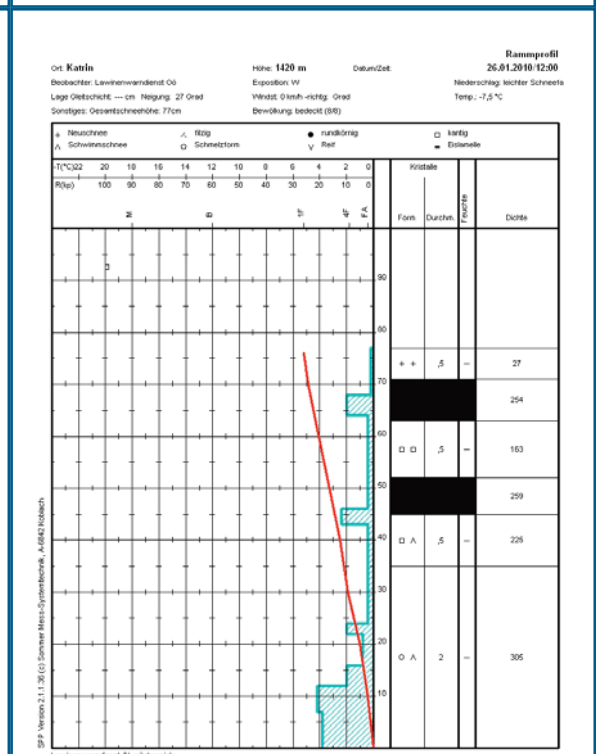 Rammprofil
Ort: Katrin Höhe: 1420 m Datum/Zeit: 26.01.2010/12:00
Beobachter: Lawinenwarndienst Oö Exposition: W Niederschlag: leichter Schneefa
Lage Gleitschicht: --- cm Neigung: 27 Grad Windst: 0 km/h -richtig: Grad Temp.: -7,5 °C
Sonstiges: Gesamtschneehöhe: 77cm Bewölkung: bedeckt (8/8)
+ Neuschnee filzig ● rundkörnig □ kantig
Λ Schwimmschnee Schmelzform V Reif Eislamelle
-T(°C)22 20 18 16 14 12 10 8 6 4 2 0 Kristalle
R(kp) 100 90 80 70 60 50 40 30 20 10 0
M B 1F 4F FA Form Durchm. Feuchte Dichte
90
80
+ + ,5 – 27
70
254
60
□ □ ,5 – 163
50
259
40
□ Λ ,5 – 225
30
20
O Λ 2 – 305
10
SPP Version 2.1.1.36 (c) Sommer Mess-Systemtechnik, A-6842 Koblach